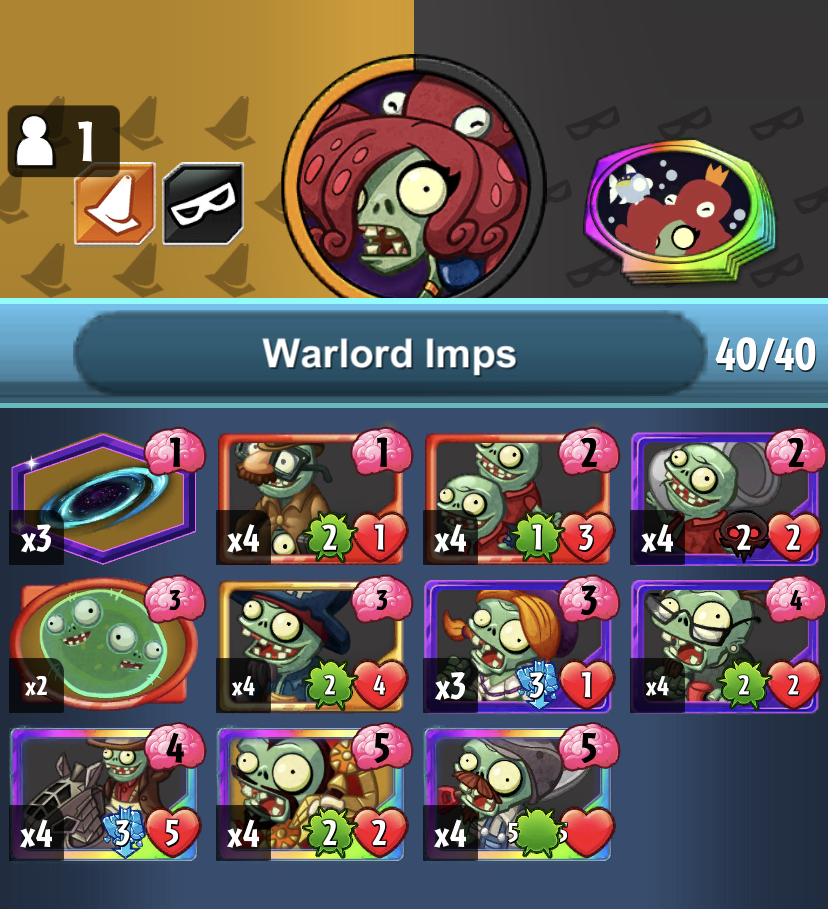 1
Warlord Imps 40/40
1 1 2 2
x3 x4 2 1 x4 1 3 x4 2 2
3 3 3 4
x2 x4 2 4 x3 3 1 x4 2 2
4 5 5
x4 3 5 x4 2 2 x4 5